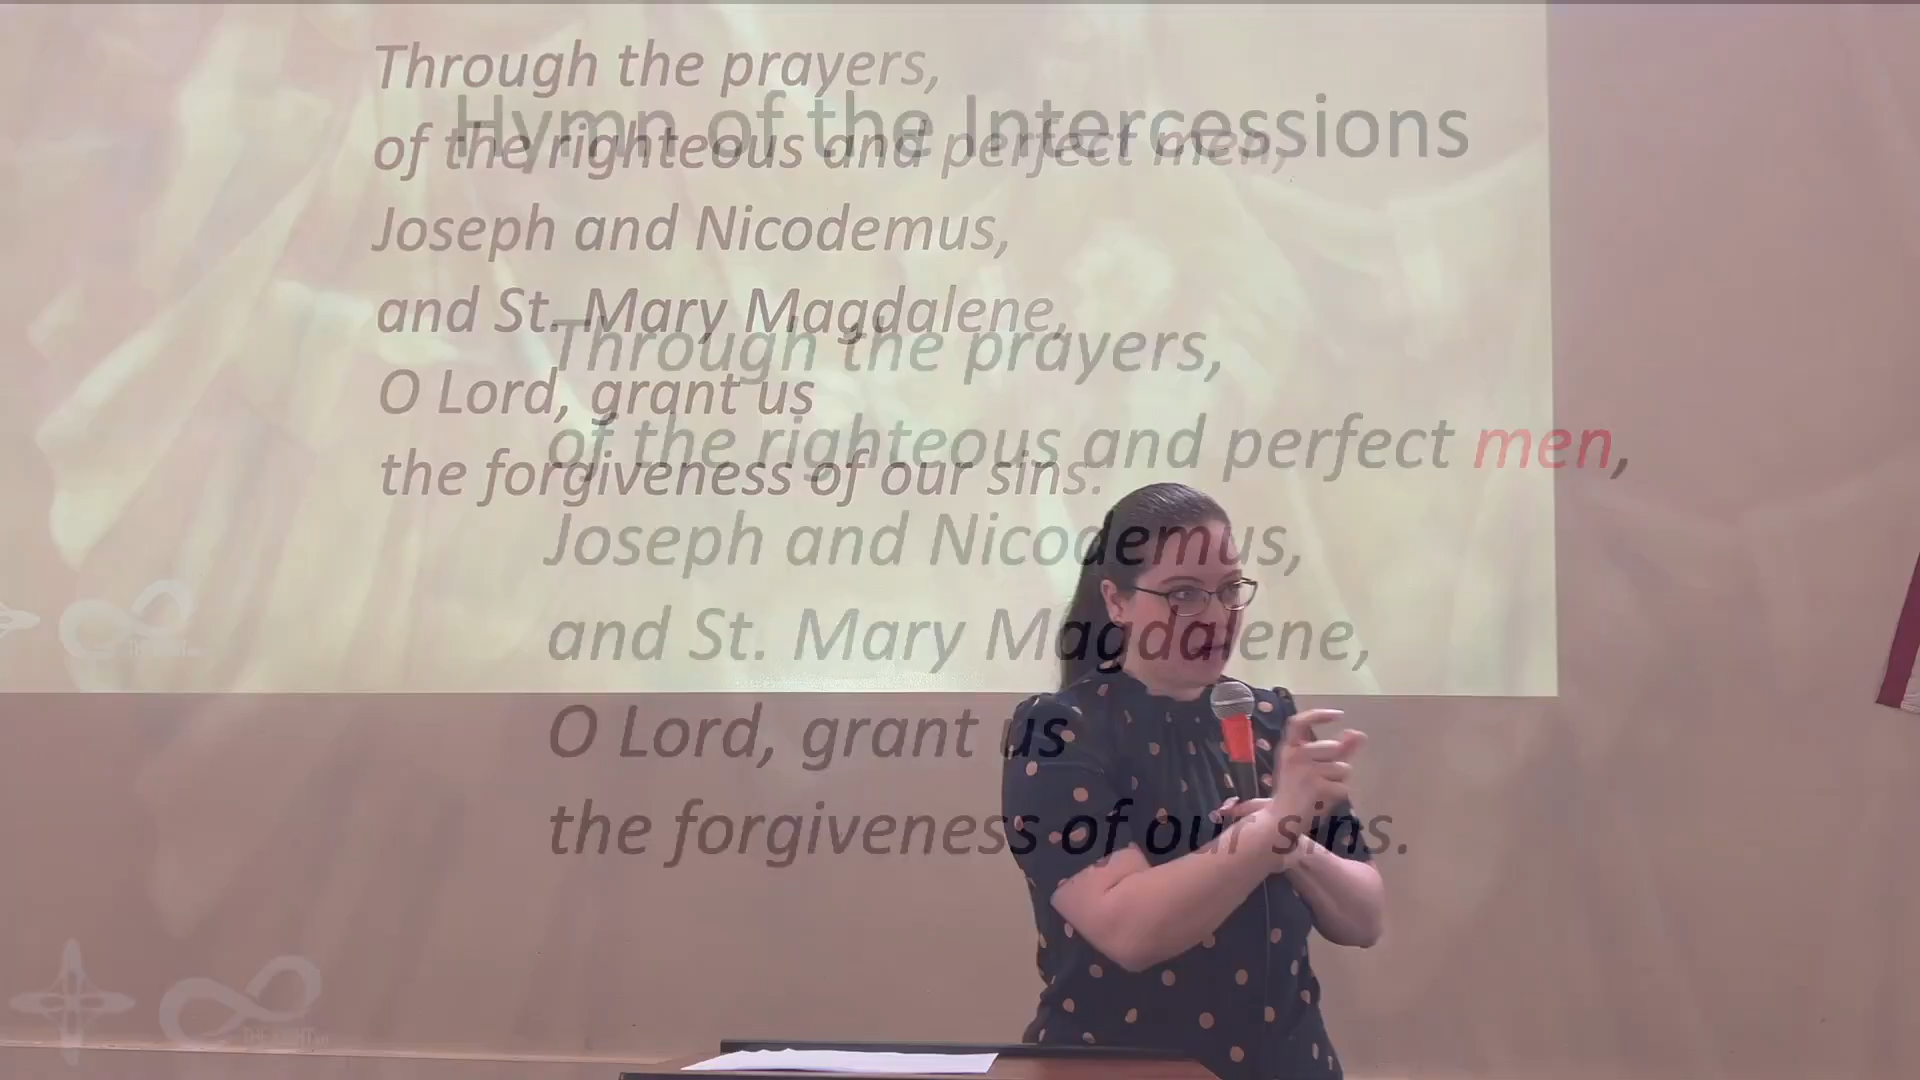 Through the prayers,
of the righteous and perfect men,
Joseph and Nicodemus,
and St. Mary Magdalene,
O Lord, grant us
the forgiveness of our sins.
Hymn of the Intercessions
Through the prayers,
of the righteous and perfect men,
Joseph and Nicodemus,
and St. Mary Magdalene,
O Lord, grant us
the forgiveness of our sins.